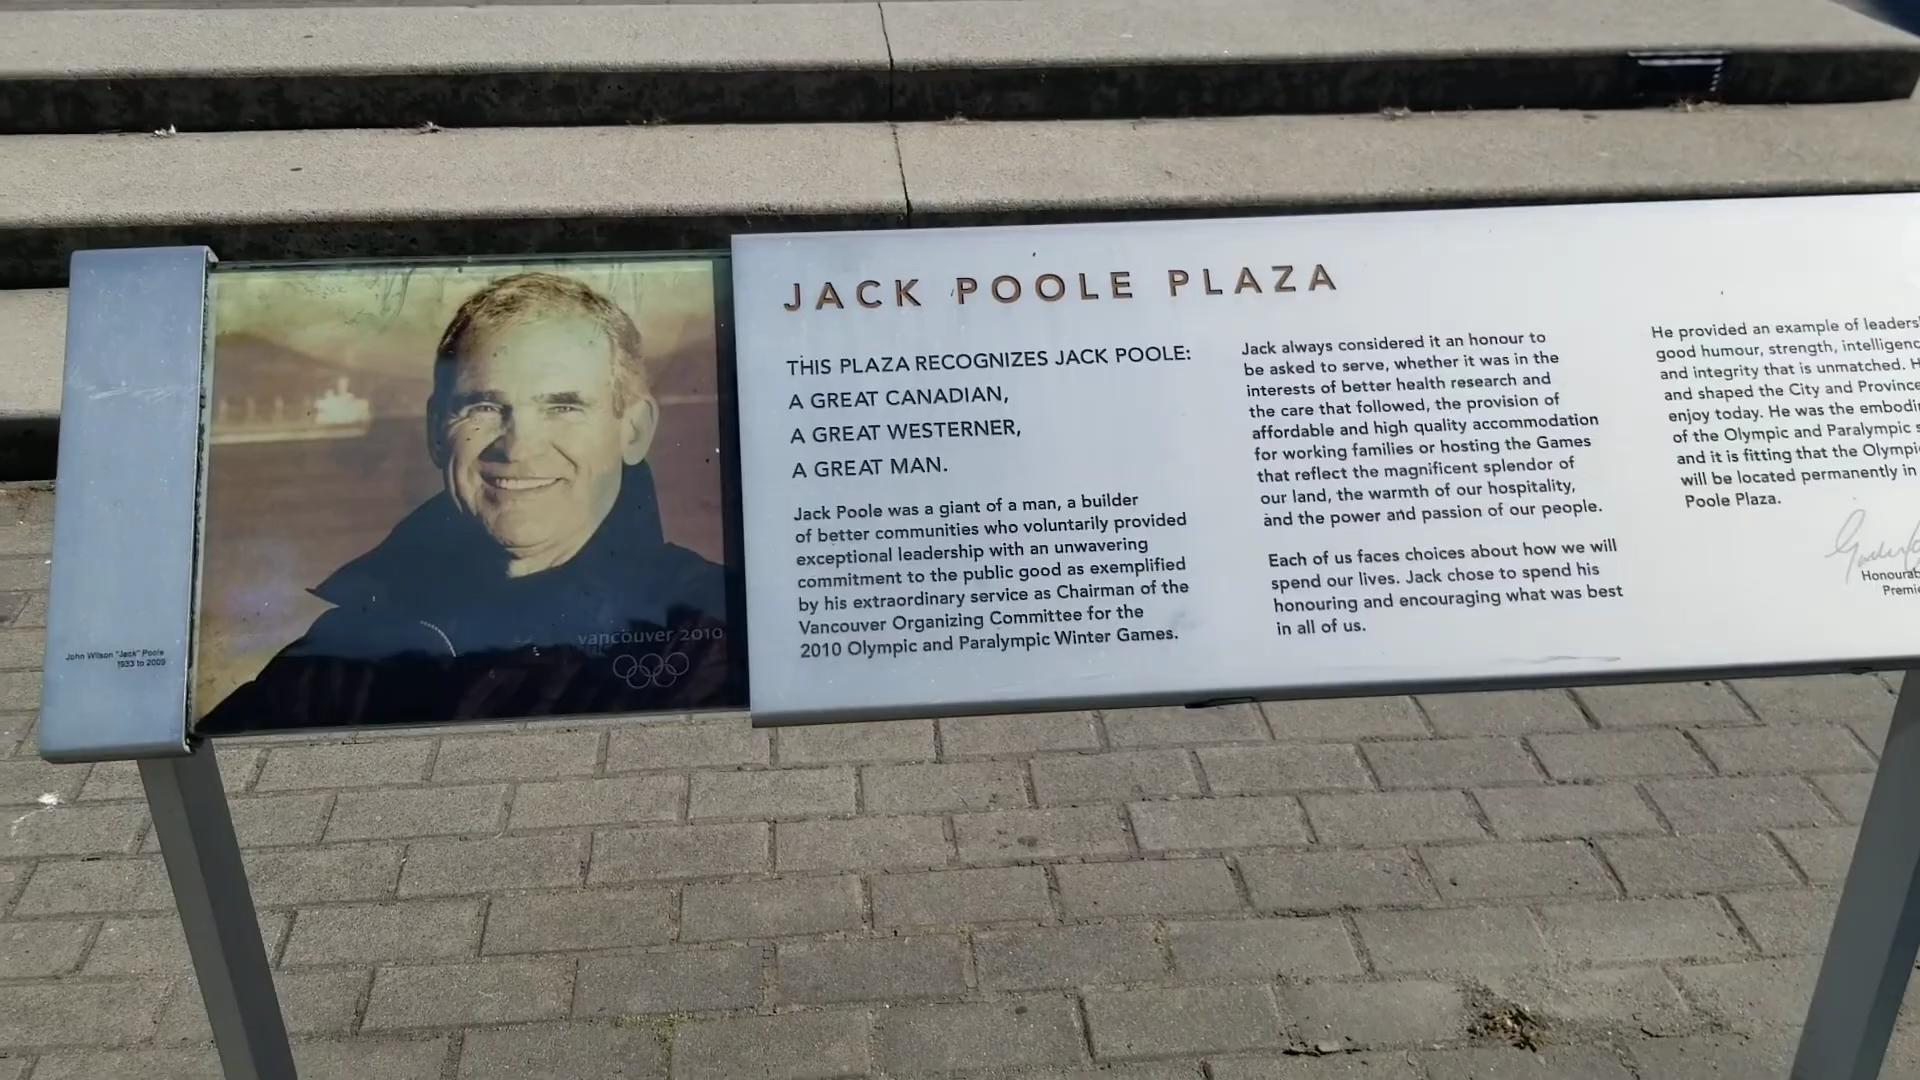 JACK POOLE PLAZA
THIS PLAZA RECOGNIZES JACK POOLE:
A GREAT CANADIAN,
A GREAT WESTERNER,
A GREAT MAN.
Jack Poole was a giant of a man, a builder
of better communities who voluntarily provided
exceptional leadership with an unwavering
commitment to the public good as exemplified
by his extraordinary service as Chairman of the
Vancouver Organizing Committee for the
2010 Olympic and Paralympic Winter Games.
Jack always considered it an honour to
be asked to serve, whether it was in the
interests of better health research and
the care that followed, the provision of
affordable and high quality accommodation
for working families or hosting the Games
that reflect the magnificent splendor of
our land, the warmth of our hospitality,
and the power and passion of our people.
Each of us faces choices about how we will
spend our lives. Jack chose to spend his
honouring and encouraging what was best
in all of us.
He provided an example of
good humour, strength,
and integrity that is unmatched.
and shaped the City and Province
enjoy today. He was the
of the Olympic and Paralympic
and it is fitting that the
will be located permanently in
Poole Plaza.
John Wilson "Jack" Poole
1933 to 2009
vancouver 2010